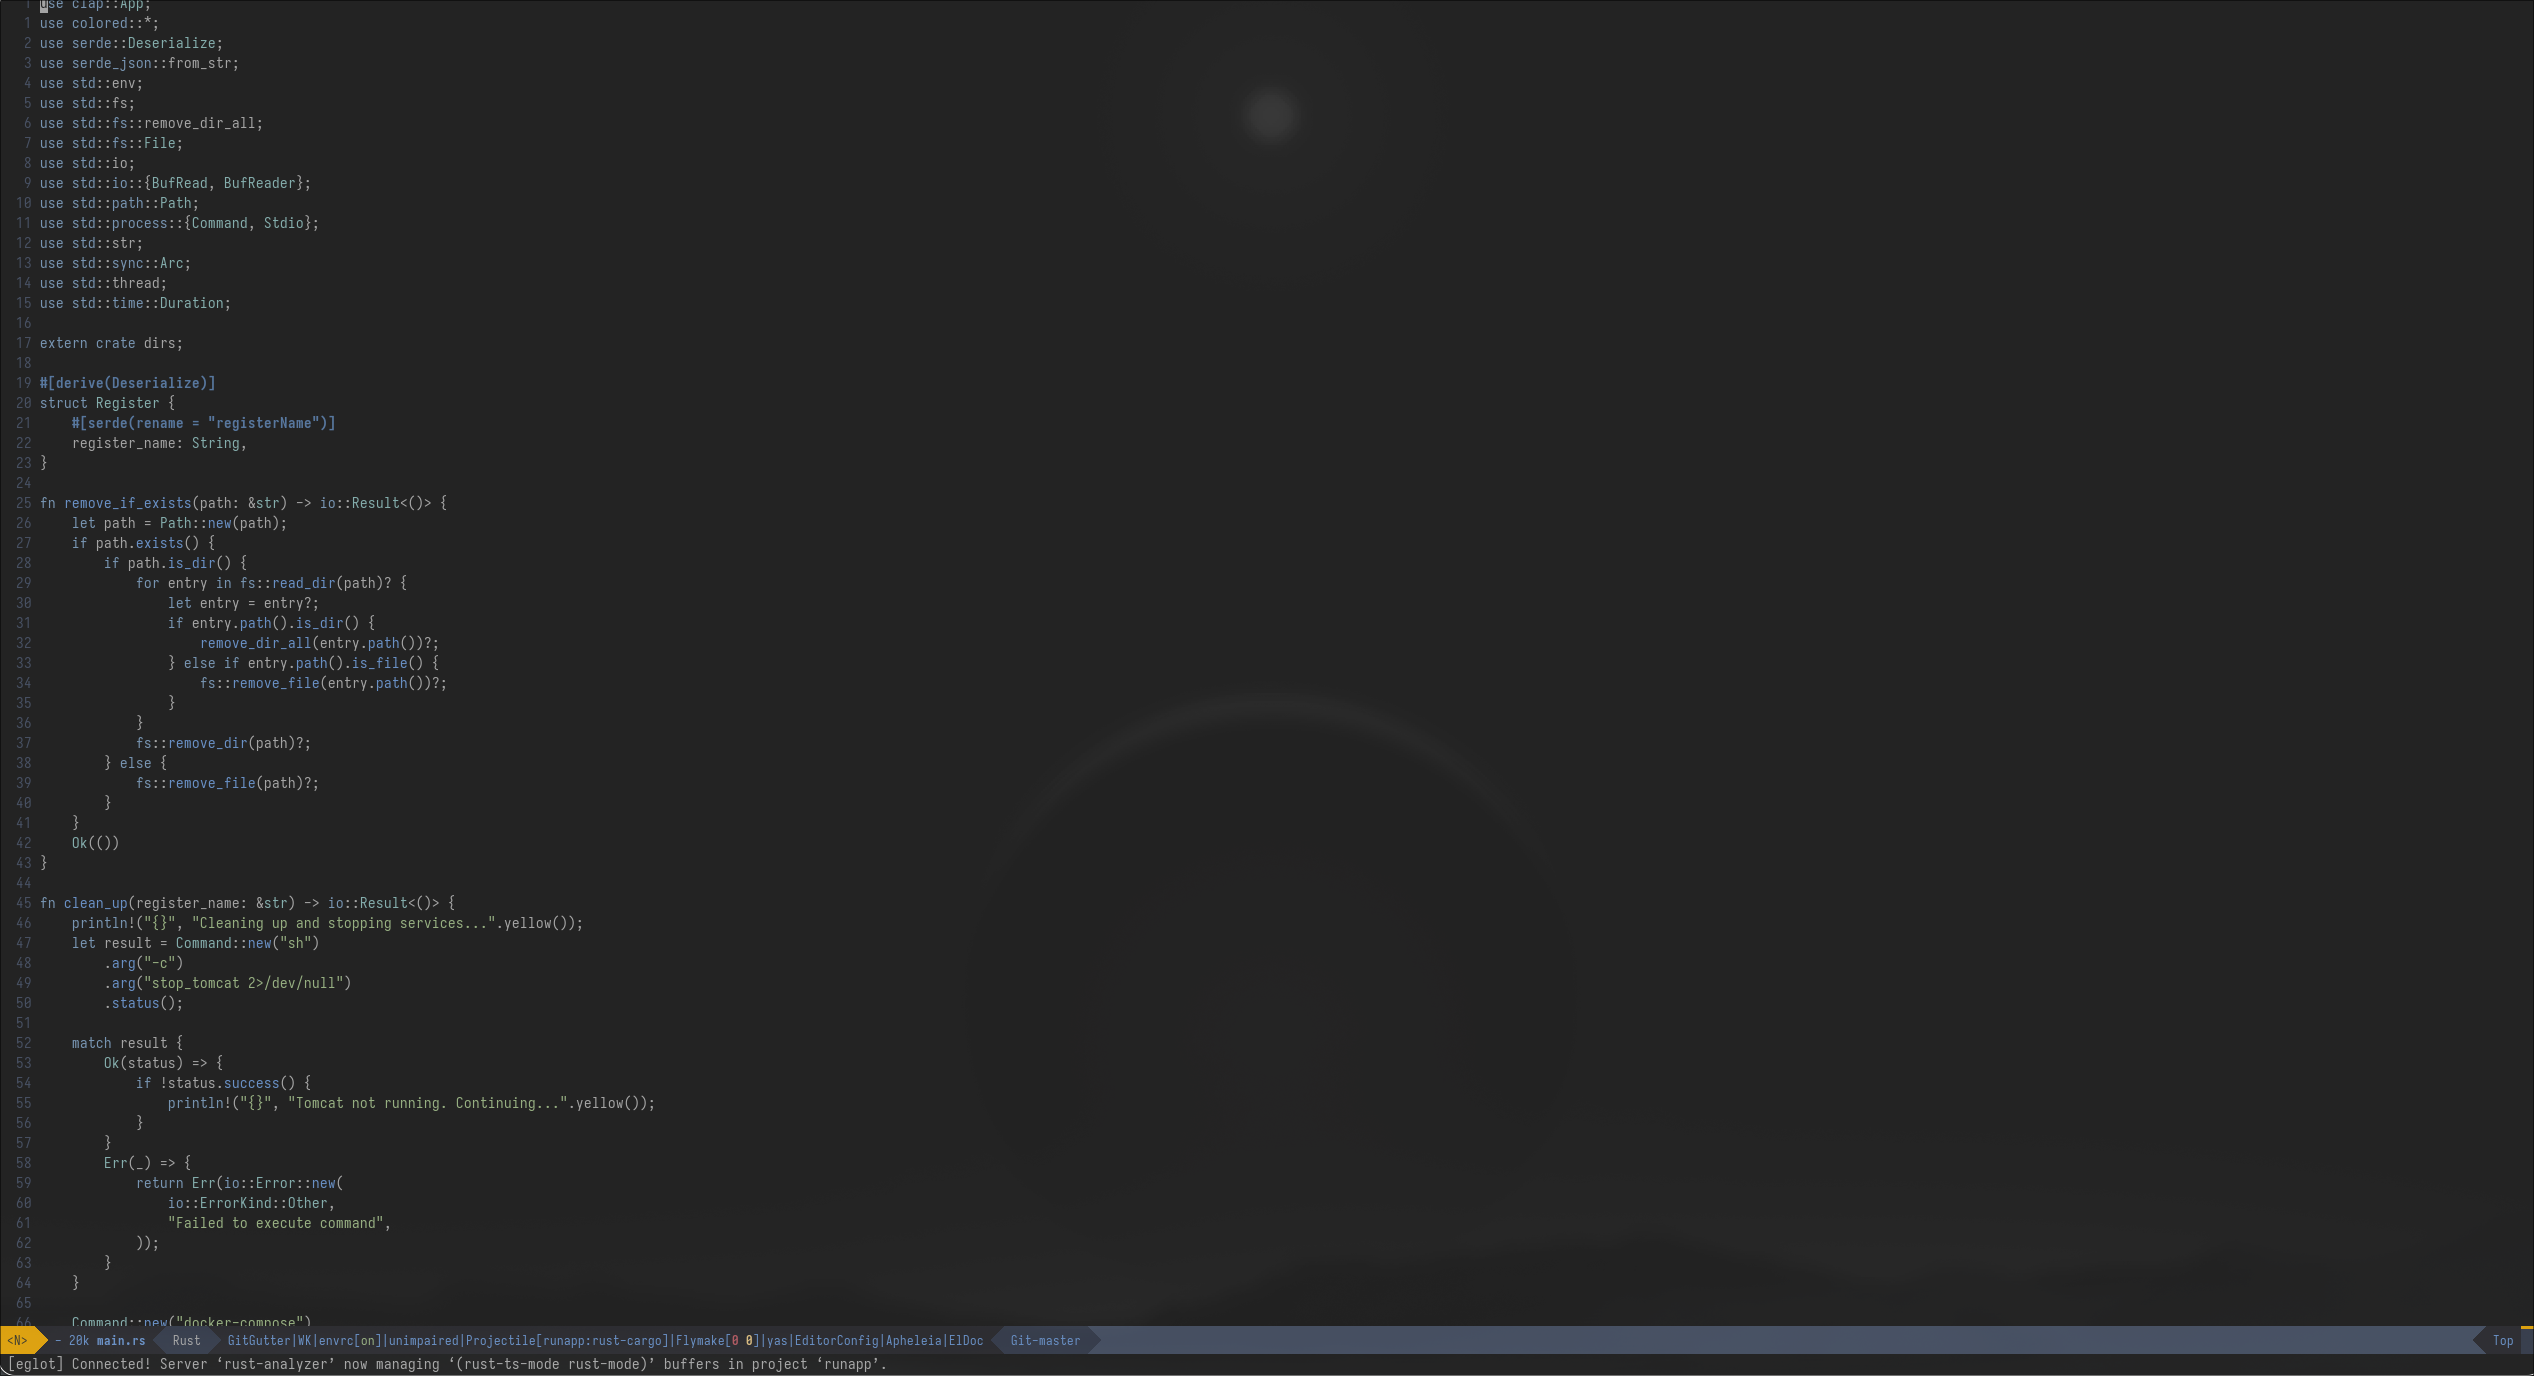 1 use clap::App;
1 use colored::*;
2 use serde::Deserialize;
3 use serde_json::from_str;
4 use std::env;
5 use std::fs;
6 use std::fs::remove_dir_all;
7 use std::fs::File;
8 use std::io;
9 use std::io::{BufRead, BufReader};
10 use std::path::Path;
11 use std::process::{Command, Stdio};
12 use std::str;
13 use std::sync::Arc;
14 use std::thread;
15 use std::time::Duration;
16
17 extern crate dirs;
18
19 #[derive(Deserialize)]
20 struct Register {
21     #[serde(rename = "registerName")]
22     register_name: String,
23 }
24
25 fn remove_if_exists(path: &str) -> io::Result<()> {
26     let path = Path::new(path);
27     if path.exists() {
28         if path.is_dir() {
29             for entry in fs::read_dir(path)? {
30                 let entry = entry?;
31                 if entry.path().is_dir() {
32                     remove_dir_all(entry.path())?;
33                 } else if entry.path().is_file() {
34                     fs::remove_file(entry.path())?;
35                 }
36             }
37             fs::remove_dir(path)?;
38         } else {
39             fs::remove_file(path)?;
40         }
41     }
42     Ok(())
43 }
44
45 fn clean_up(register_name: &str) -> io::Result<()> {
46     println!("{}", "Cleaning up and stopping services...".yellow());
47     let result = Command::new("sh")
48         .arg("-c")
49         .arg("stop_tomcat 2>/dev/null")
50         .status();
51
52     match result {
53         Ok(status) => {
54             if !status.success() {
55                 println!("{}", "Tomcat not running. Continuing...".yellow());
56             }
57         }
58         Err(_) => {
59             return Err(io::Error::new(
60                 io::ErrorKind::Other,
61                 "Failed to execute command",
62             ));
63         }
64     }
65
66     Command::new("docker-compose")
<N> - 20k main.rs Rust GitGutter|WK|envrc[on]|unimpaired|Projectile[runapp:rust-cargo]|Flymake[0 0]|yas|EditorConfig|Apheleia|ElDoc Git-master Top
[eglot] Connected! Server ‘rust-analyzer’ now managing ‘(rust-ts-mode rust-mode)’ buffers in project ‘runapp’.